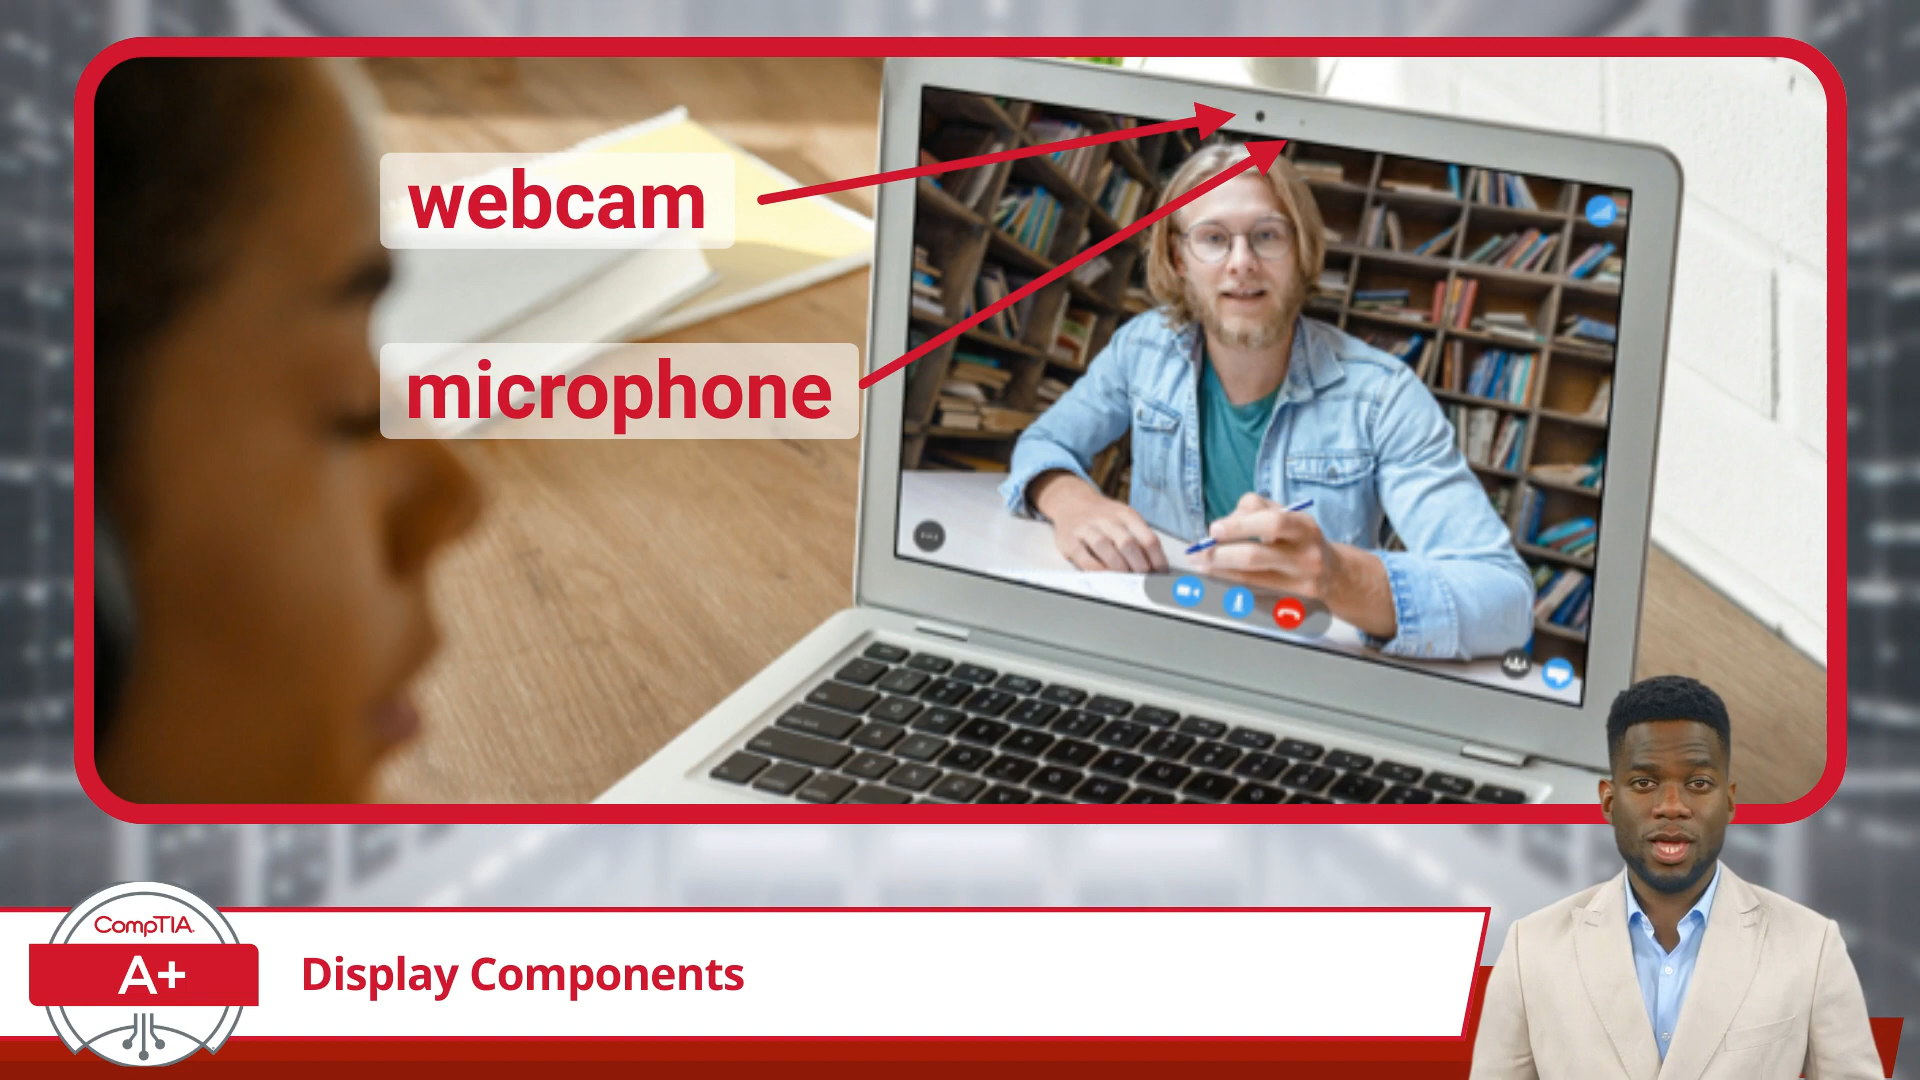 webcam
microphone
CompTIA
A+
Display Components